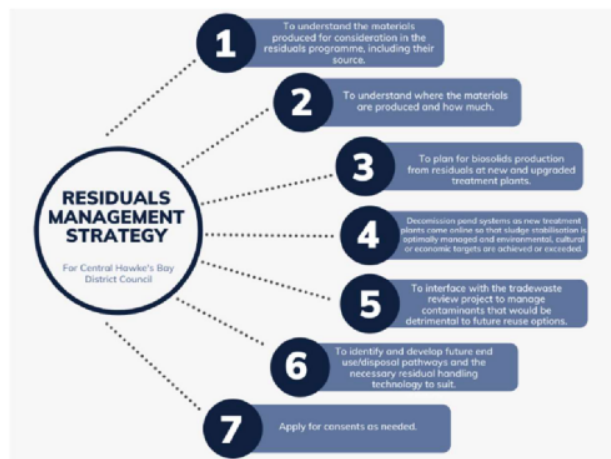 1
To understand the materials
produced for consideration in the
residuals programme, including their
source.
2
To understand where the materials
are produced and how much.
3
To plan for biosolids production
from residuals at new and upgraded
treatment plants.
RESIDUALS
MANAGEMENT
STRATEGY
For Central Hawke's Bay
District Council
4
Decomission pond systems as new treatment
plants come online so that sludge stabilisation is
optimally managed and environmental, cultural
or economic targets are achieved or exceeded.
5
To interface with the tradewaste
review project to manage
contaminants that would be
detrimental to future reuse options.
6
To identify and develop future end
use/disposal pathways and the
necessary residual handling
technology to suit.
7
Apply for consents as needed.